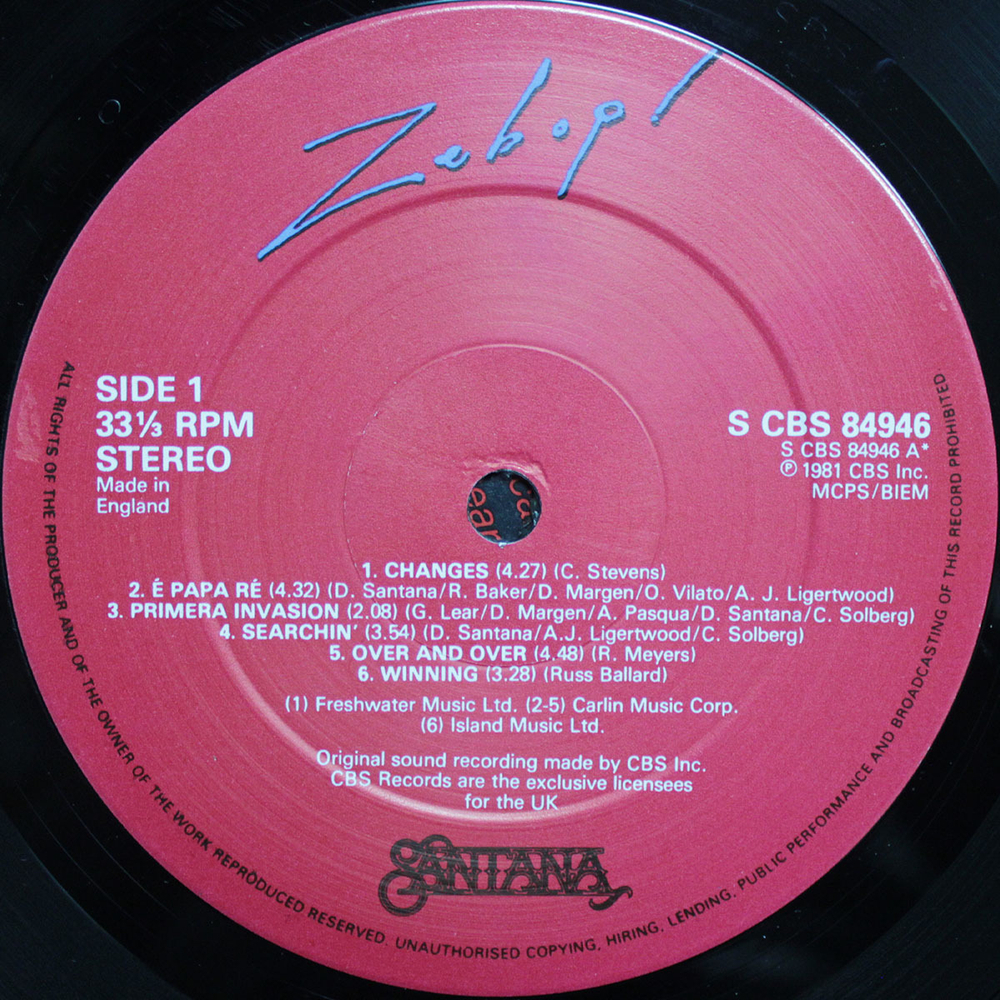 Zebop!
SIDE 1
33⅓ RPM
STEREO
Made in
England
S CBS 84946
S CBS 84946 A*
℗ 1981 CBS Inc.
MCPS/BIEM
1. CHANGES (4.27) (C. Stevens)
2. É PAPA RÉ (4.32) (D. Santana/R. Baker/D. Margen/O. Vilato/A. J. Ligertwood)
3. PRIMERA INVASION (2.08) (G. Lear/D. Margen/A. Pasqua/D. Santana/C. Solberg)
4. SEARCHIN' (3.54) (D. Santana/A.J. Ligertwood/C. Solberg)
5. OVER AND OVER (4.48) (R. Meyers)
6. WINNING (3.28) (Russ Ballard)
(1) Freshwater Music Ltd. (2-5) Carlin Music Corp.
(6) Island Music Ltd.
Original sound recording made by CBS Inc.
CBS Records are the exclusive licensees
for the UK
SANTANA
ALL RIGHTS OF THE PRODUCER AND OF THE OWNER OF THE WORK REPRODUCED RESERVED. UNAUTHORISED COPYING, HIRING, LENDING, PUBLIC PERFORMANCE AND BROADCASTING OF THIS RECORD PROHIBITED